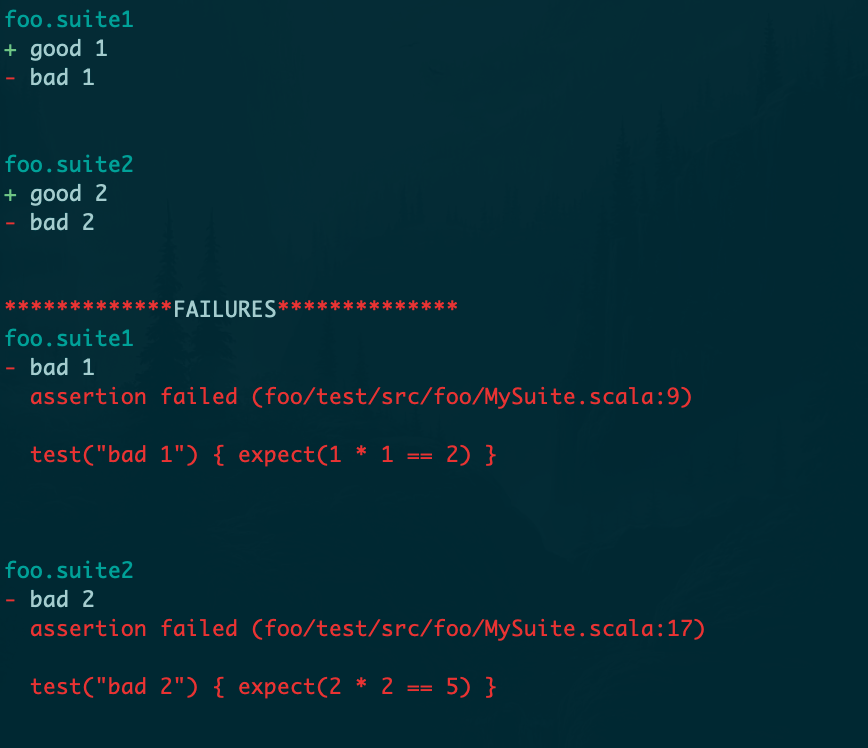 foo.suite1
+ good 1
- bad 1
foo.suite2
+ good 2
- bad 2
*************FAILURES**************
foo.suite1
- bad 1
assertion failed (foo/test/src/foo/MySuite.scala:9)
test("bad 1") { expect(1 * 1 == 2) }
foo.suite2
- bad 2
assertion failed (foo/test/src/foo/MySuite.scala:17)
test("bad 2") { expect(2 * 2 == 5) }